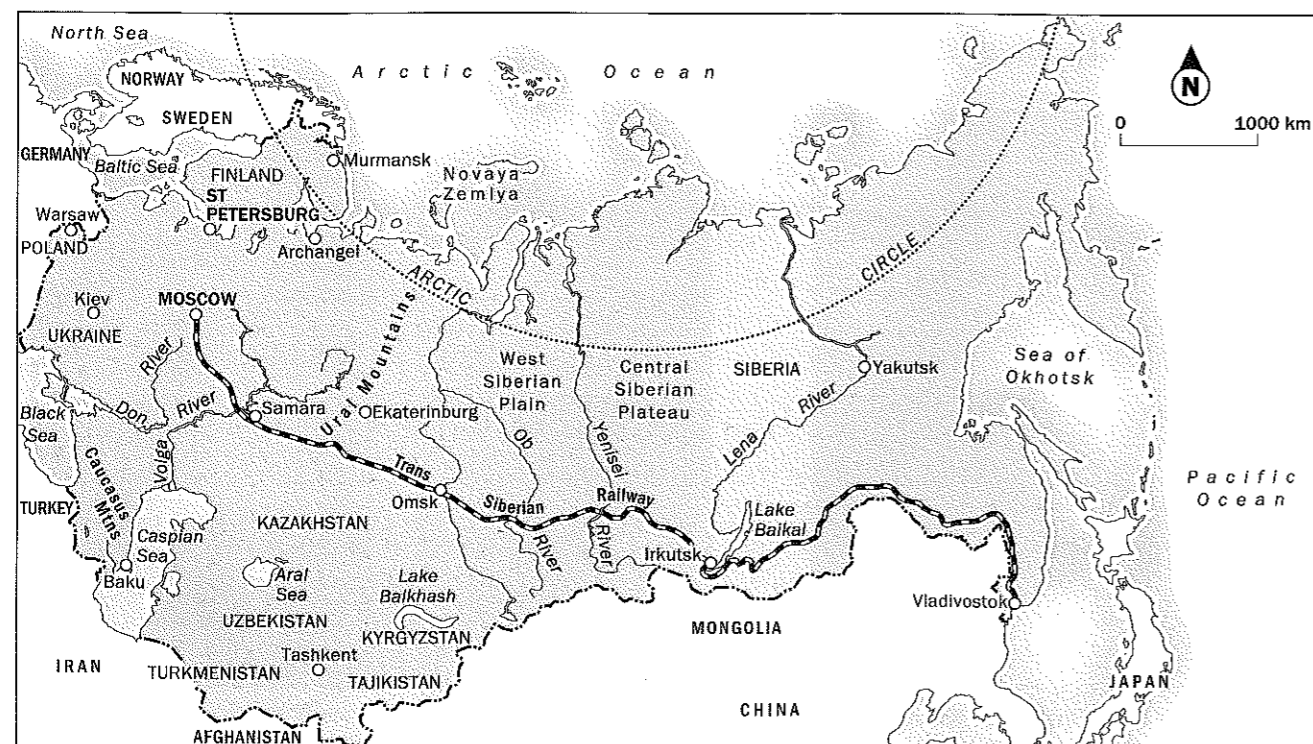 North Sea
Arctic Ocean
N
0 1000 km
NORWAY
SWEDEN
GERMANY
Baltic Sea
FINLAND
Murmansk
Novaya
Zemlya
ST
PETERSBURG
Warsaw
POLAND
Archangel
ARCTIC CIRCLE
Kiev
UKRAINE
MOSCOW
Ural Mountains
West
Siberian
Plain
Central
Siberian
Plateau
SIBERIA
Yakutsk
Sea of
Okhotsk
Black
Sea
Don River
Volga River
Samara
Ekaterinburg
Ob River
Yenisei River
Lena River
Pacific
Ocean
Caucasus Mtns
TURKEY
Trans Siberian Railway
Omsk
KAZAKHSTAN
Caspian
Sea
Baku
Aral
Sea
Lake
Balkhash
Irkutsk
Lake
Baikal
UZBEKISTAN
KYRGYZSTAN
Vladivostok
MONGOLIA
IRAN
TURKMENISTAN
Tashkent
TAJIKISTAN
CHINA
JAPAN
AFGHANISTAN